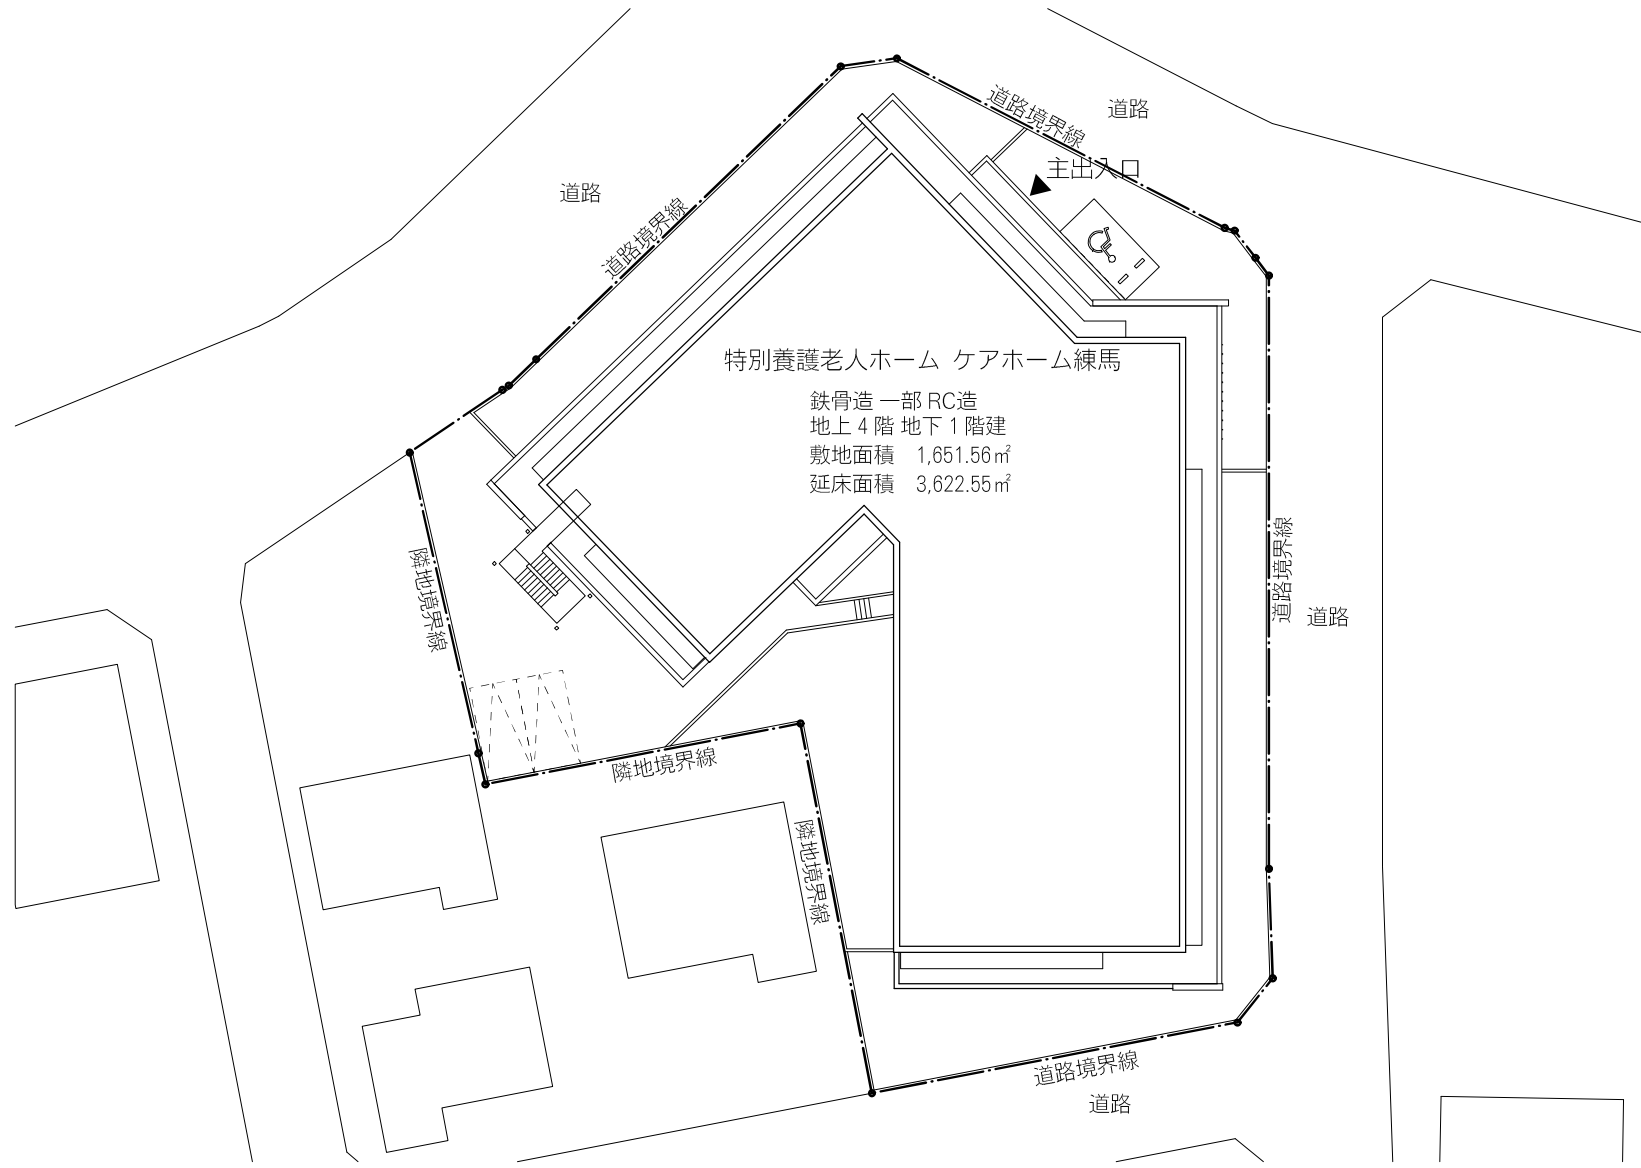 道路境界線
道路
主出入口
道路
道路境界線
特別養護老人ホーム ケアホーム練馬
鉄骨造 一部 RC造
地上 4 階 地下 1 階建
敷地面積 1,651.56㎡
延床面積 3,622.55㎡
隣地境界線
道路境界線
道路
隣地境界線
隣地境界線
道路境界線
道路